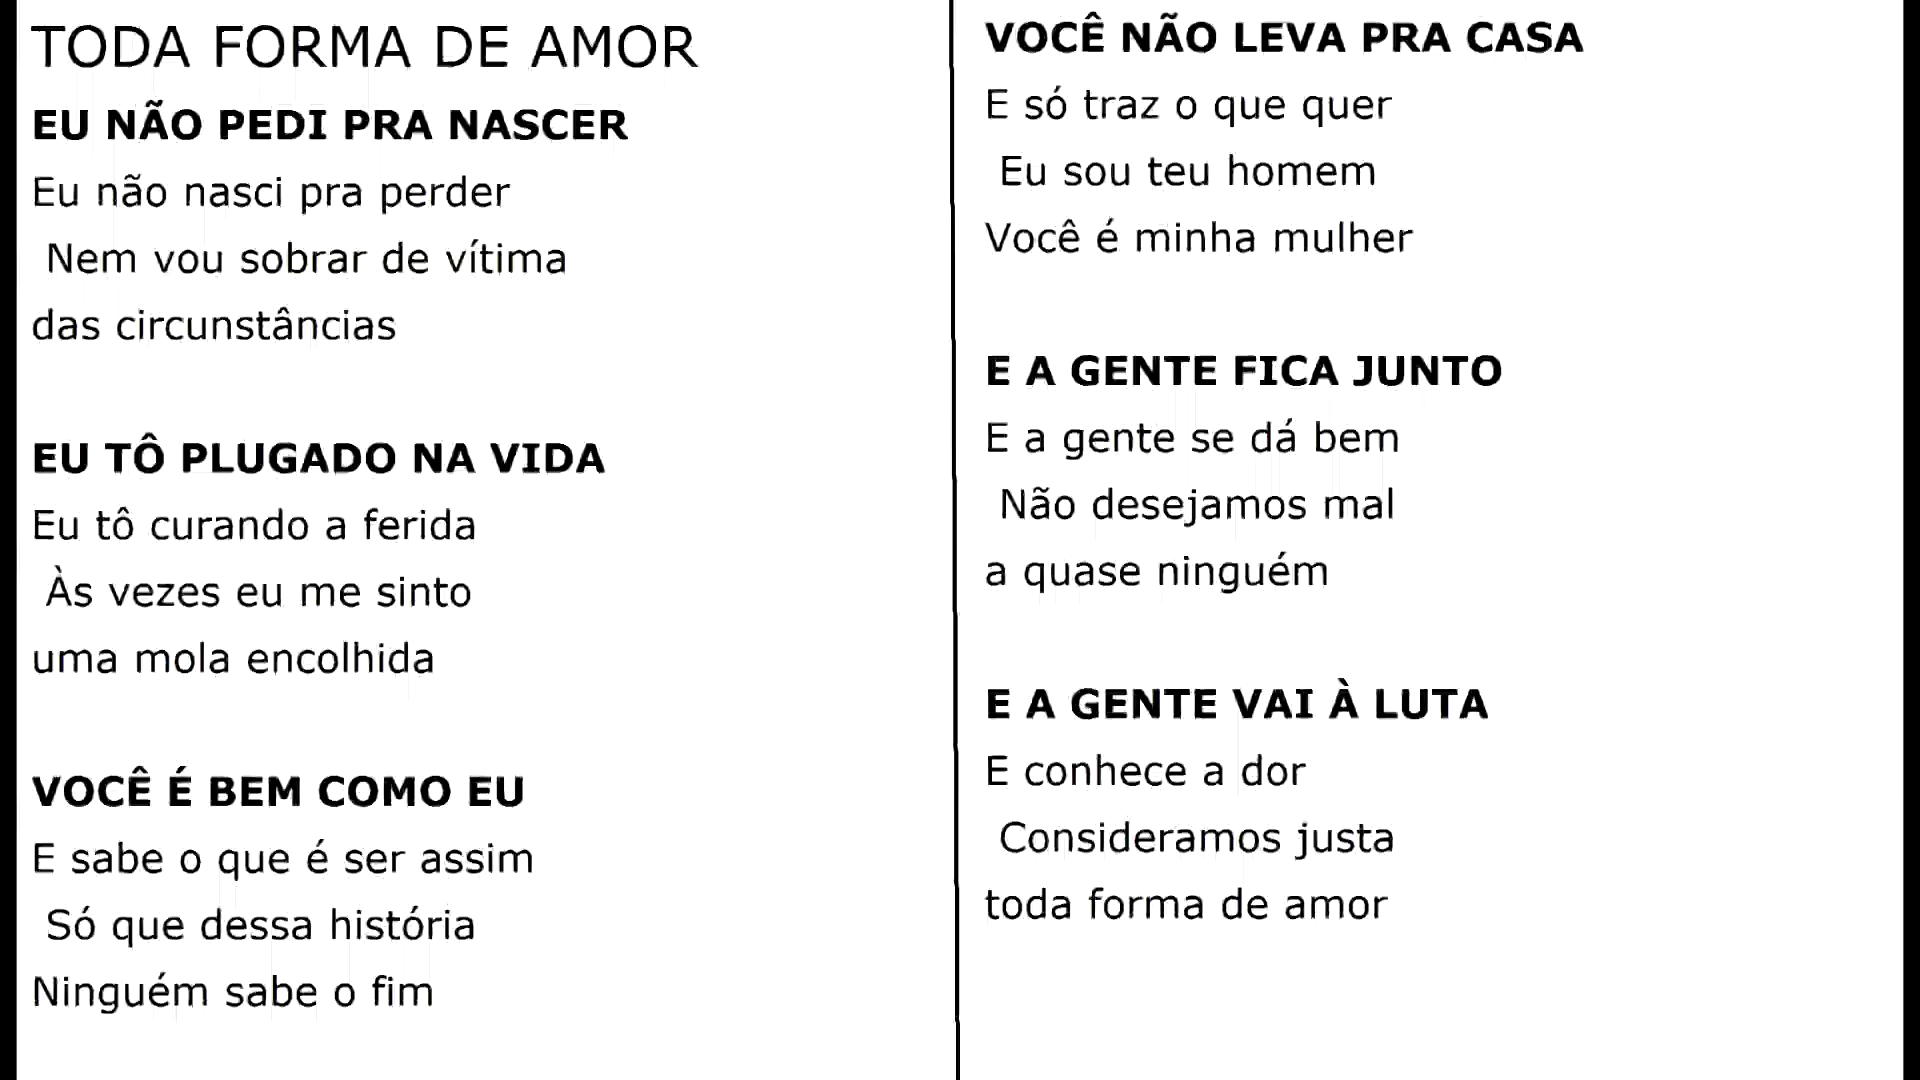 TODA FORMA DE AMOR
EU NÃO PEDI PRA NASCER
Eu não nasci pra perder
Nem vou sobrar de vítima
das circunstâncias
EU TÔ PLUGADO NA VIDA
Eu tô curando a ferida
Às vezes eu me sinto
uma mola encolhida
VOCÊ É BEM COMO EU
E sabe o que é ser assim
Só que dessa história
Ninguém sabe o fim
VOCÊ NÃO LEVA PRA CASA
E só traz o que quer
Eu sou teu homem
Você é minha mulher
E A GENTE FICA JUNTO
E a gente se dá bem
Não desejamos mal
a quase ninguém
E A GENTE VAI À LUTA
E conhece a dor
Consideramos justa
toda forma de amor